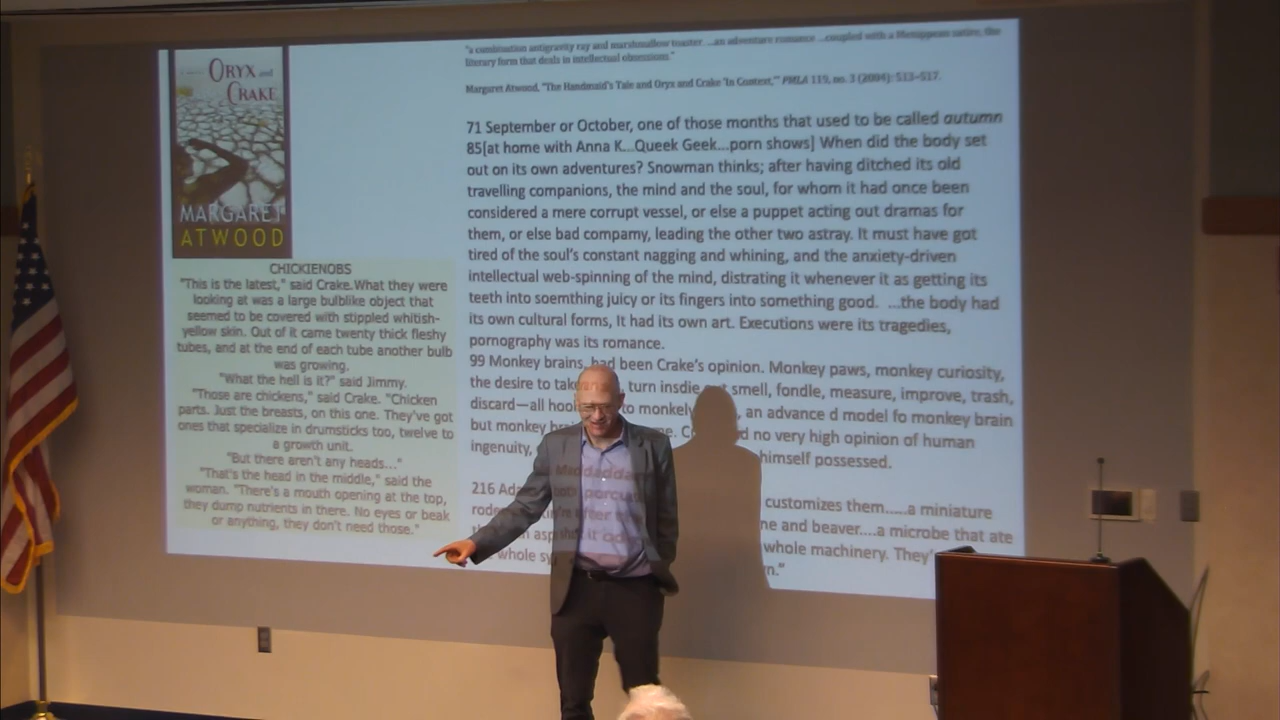 ORYX and
CRAKE
MARGARET
ATWOOD
CHICKIENOBS
"This is the latest," said Crake.What they were
looking at was a large bulblike object that
seemed to be covered with stippled whitish-
yellow skin. Out of it came twenty thick fleshy
tubes, and at the end of each tube another bulb
was growing.
"What the hell is it?" said Jimmy.
"Those are chickens," said Crake. "Chicken
parts. Just the breasts, on this one. They've got
ones that specialize in drumsticks too, twelve to
a growth unit.
"But there aren't any heads..."
"That's the head in the middle," said the
woman. "There's a mouth opening at the top,
they dump nutrients in there. No eyes or beak
or anything, they don't need those."
"a combination antigravity ray and marshmallow toaster. ...an adventure romance ...coupled with a Menippean satire, the
literary form that deals in intellectual obsessions."
Margaret Atwood, "The Handmaid's Tale and Oryx and Crake 'In Context,'" PMLA 119, no. 3 (2004): 513–517.
71 September or October, one of those months that used to be called autumn
85[at home with Anna K...Queek Geek...porn shows] When did the body set
out on its own adventures? Snowman thinks; after having ditched its old
travelling companions, the mind and the soul, for whom it had once been
considered a mere corrupt vessel, or else a puppet acting out dramas for
them, or else bad compamy, leading the other two astray. It must have got
tired of the soul's constant nagging and whining, and the anxiety-driven
intellectual web-spinning of the mind, distrating it whenever it as getting its
teeth into soemthing juicy or its fingers into something good. ...the body had
its own cultural forms, It had its own art. Executions were its tragedies,
pornography was its romance.
99 Monkey brains, had been Crake's opinion. Monkey paws, monkey curiosity,
the desire to take turn insdie smell, fondle, measure, improve, trash,
discard—all to monkely an advance d model fo monkey brain
but monkey no very high opinion of human
ingenuity, himself possessed.
216 customizes them.....a miniature
and beaver....a microbe that ate
whole whole machinery.